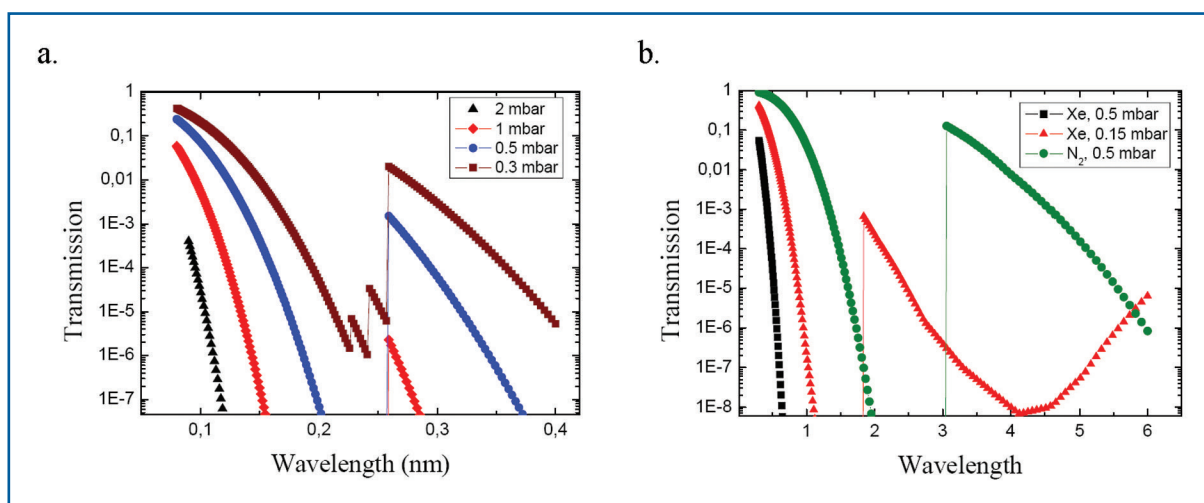 a.
Transmission
1
0,1
0,01
1E-3
1E-4
1E-5
1E-6
1E-7
2 mbar
1 mbar
0.5 mbar
0.3 mbar
0,1 0,2 0,3 0,4
Wavelength (nm)
b.
Transmission
1
0,1
0,01
1E-3
1E-4
1E-5
1E-6
1E-7
1E-8
Xe, 0.5 mbar
Xe, 0.15 mbar
N₂, 0.5 mbar
1 2 3 4 5 6
Wavelength